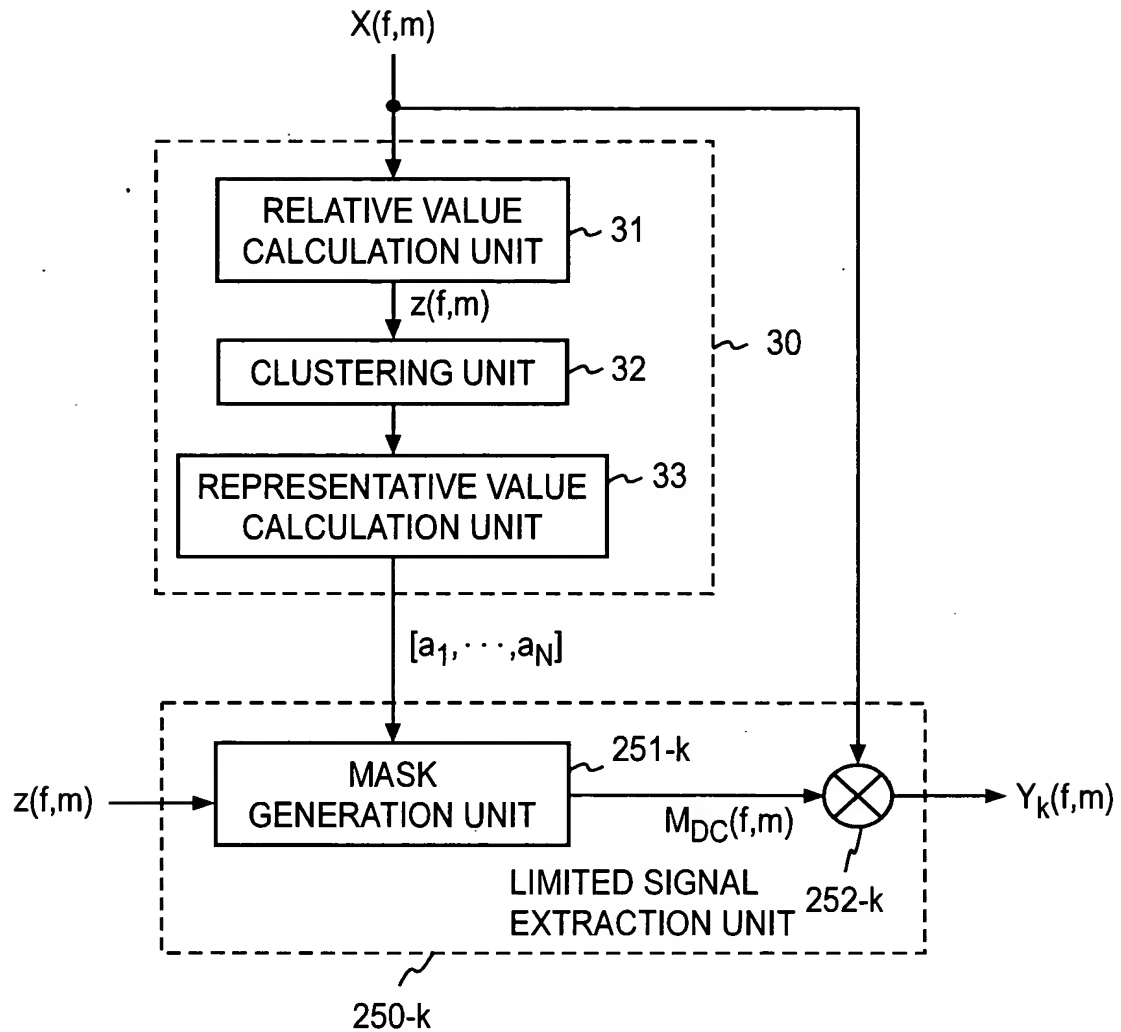 X(f,m)
RELATIVE VALUE
CALCULATION UNIT
31
z(f,m)
30
CLUSTERING UNIT
32
REPRESENTATIVE VALUE
CALCULATION UNIT
33
[a1,···,aN]
251-k
MASK
GENERATION UNIT
z(f,m)
MDC(f,m)
Yk(f,m)
LIMITED SIGNAL
EXTRACTION UNIT
252-k
250-k